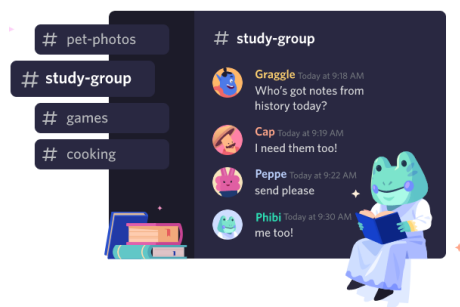 # pet-photos
# study-group
# games
# cooking
# study-group
Graggle Today at 9:18 AM
Who's got notes from
history today?
Cap Today at 9:19 AM
I need them too!
Peppe Today at 9:22 AM
send please
Phibi Today at 9:30 AM
me too!